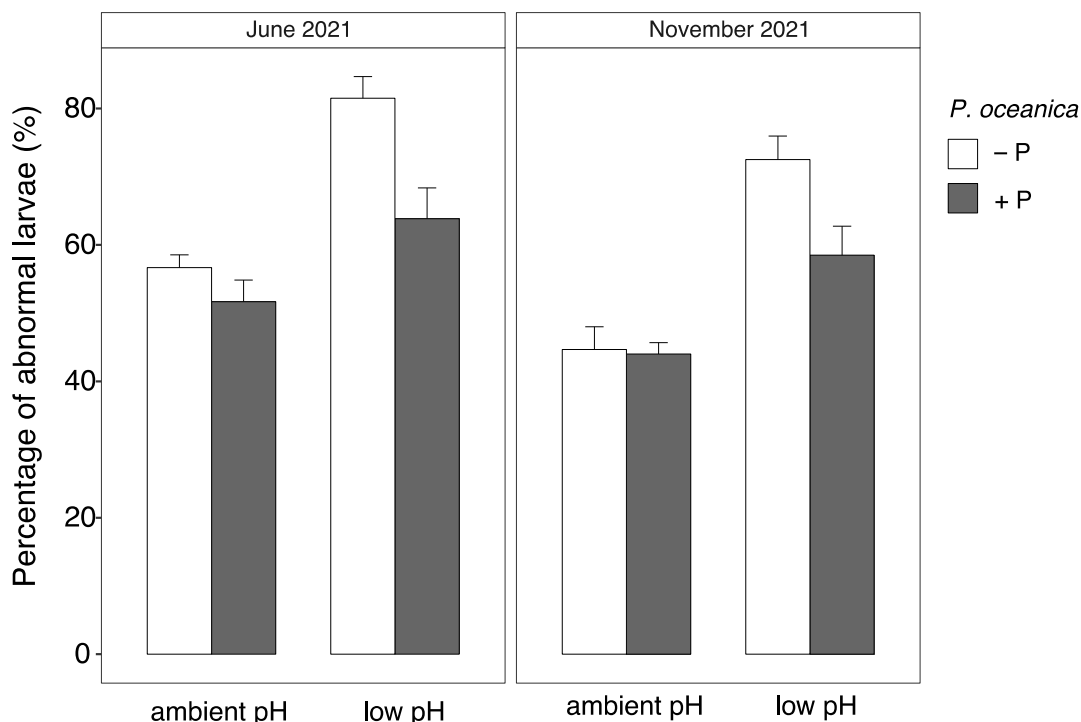 June 2021
November 2021
Percentage of abnormal larvae (%)
80
60
40
20
0
ambient pH
low pH
ambient pH
low pH
P. oceanica
– P
+ P